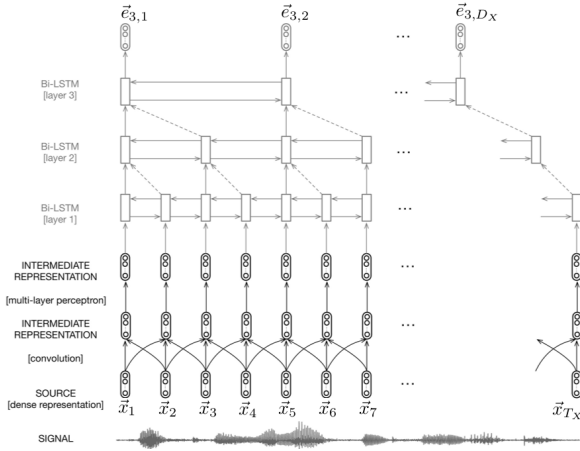 e⃗3,1 e⃗3,2 e⃗3,DX
...
Bi-LSTM
[layer 3]
...
Bi-LSTM
[layer 2]
...
Bi-LSTM
[layer 1]
...
INTERMEDIATE
REPRESENTATION
...
[multi-layer perceptron]
INTERMEDIATE
REPRESENTATION
...
[convolution]
SOURCE
[dense representation]
...
x⃗1 x⃗2 x⃗3 x⃗4 x⃗5 x⃗6 x⃗7 x⃗TX
SIGNAL